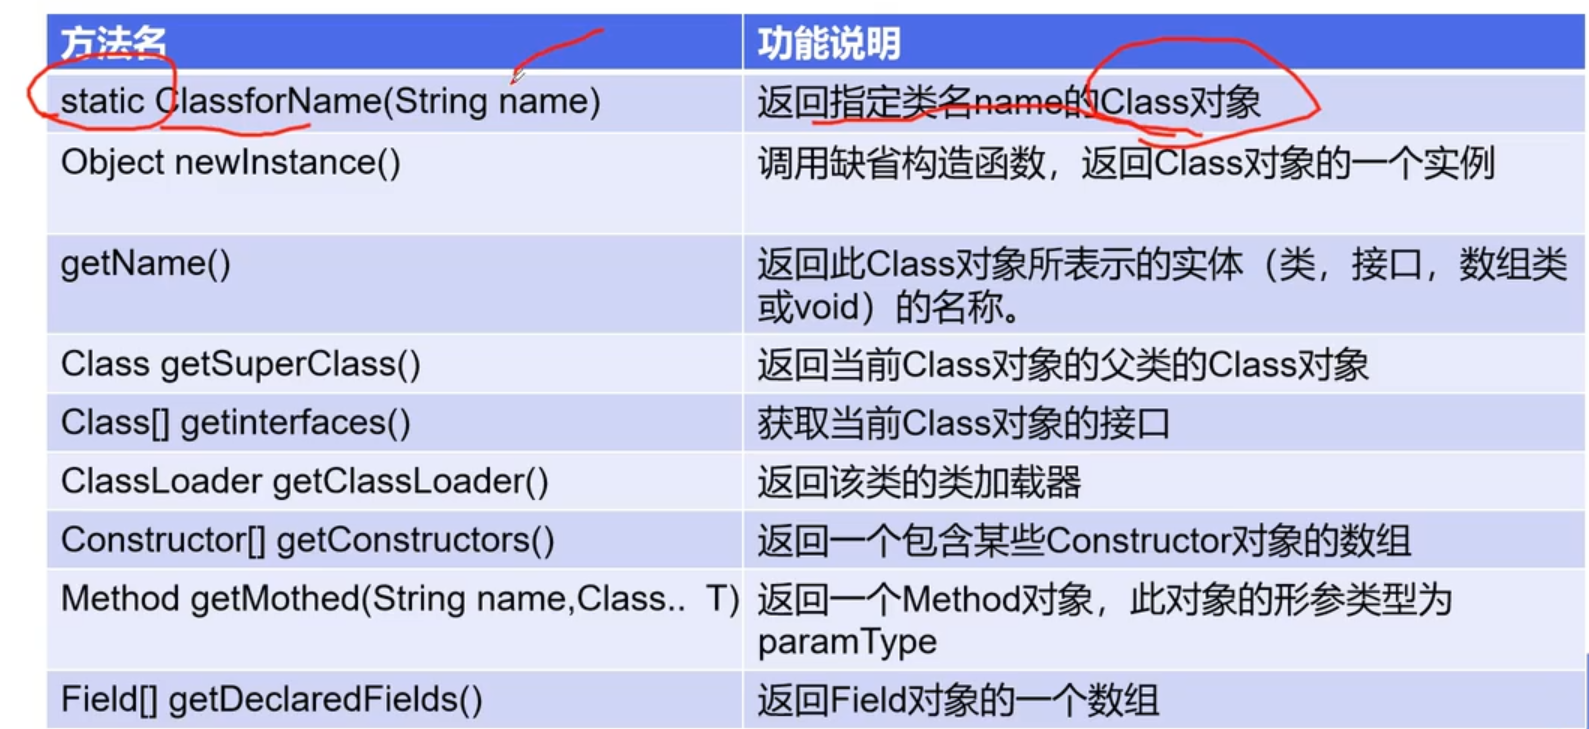 方法名
功能说明
static ClassforName(String name)
返回指定类名name的Class对象
Object newInstance()
调用缺省构造函数，返回Class对象的一个实例
getName()
返回此Class对象所表示的实体（类，接口，数组类
或void）的名称。
Class getSuperClass()
返回当前Class对象的父类的Class对象
Class[] getinterfaces()
获取当前Class对象的接口
ClassLoader getClassLoader()
返回该类的类加载器
Constructor[] getConstructors()
返回一个包含某些Constructor对象的数组
Method getMothed(String name,Class.. T)
返回一个Method对象，此对象的形参类型为
paramType
Field[] getDeclaredFields()
返回Field对象的一个数组